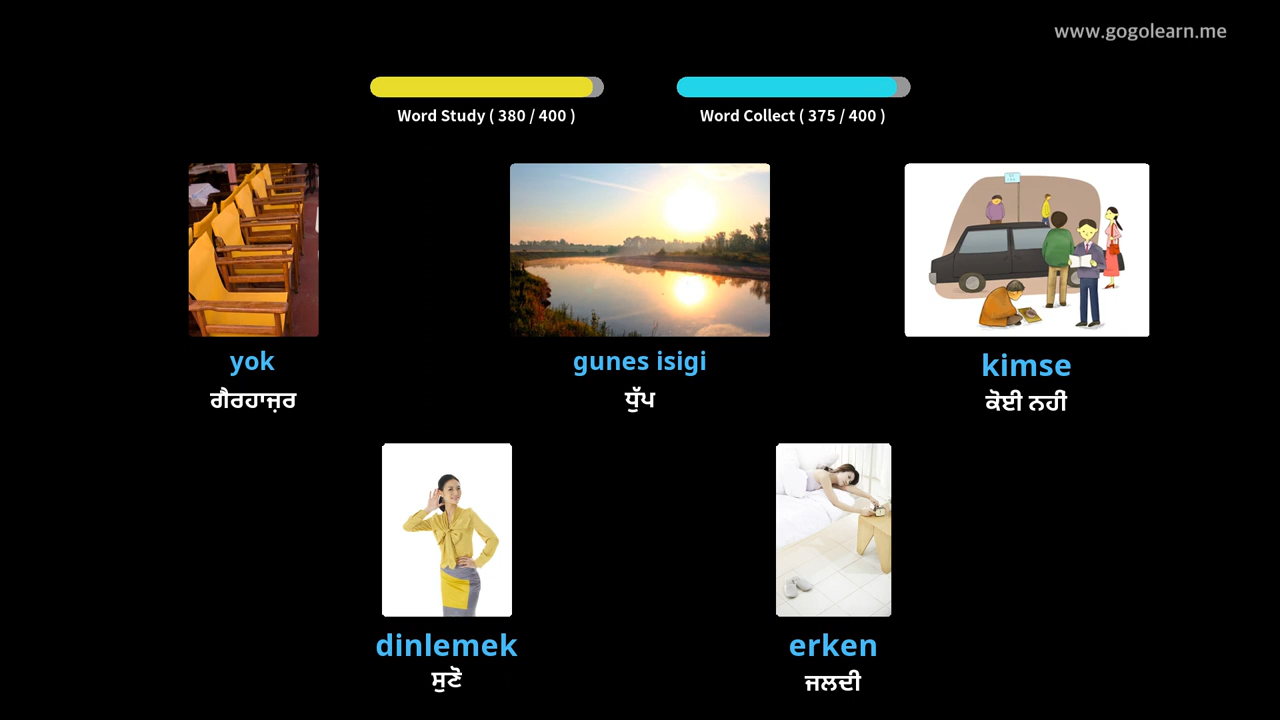 www.gogolearn.me
Word Study ( 380 / 400 )
Word Collect ( 375 / 400 )
yok
ਗੈਰਹਾਜ਼ਰ
gunes isigi
ਧੁੱਪ
kimse
ਕੋਈ ਨਹੀਂ
dinlemek
ਸੁਣੋ
erken
ਜਲਦੀ